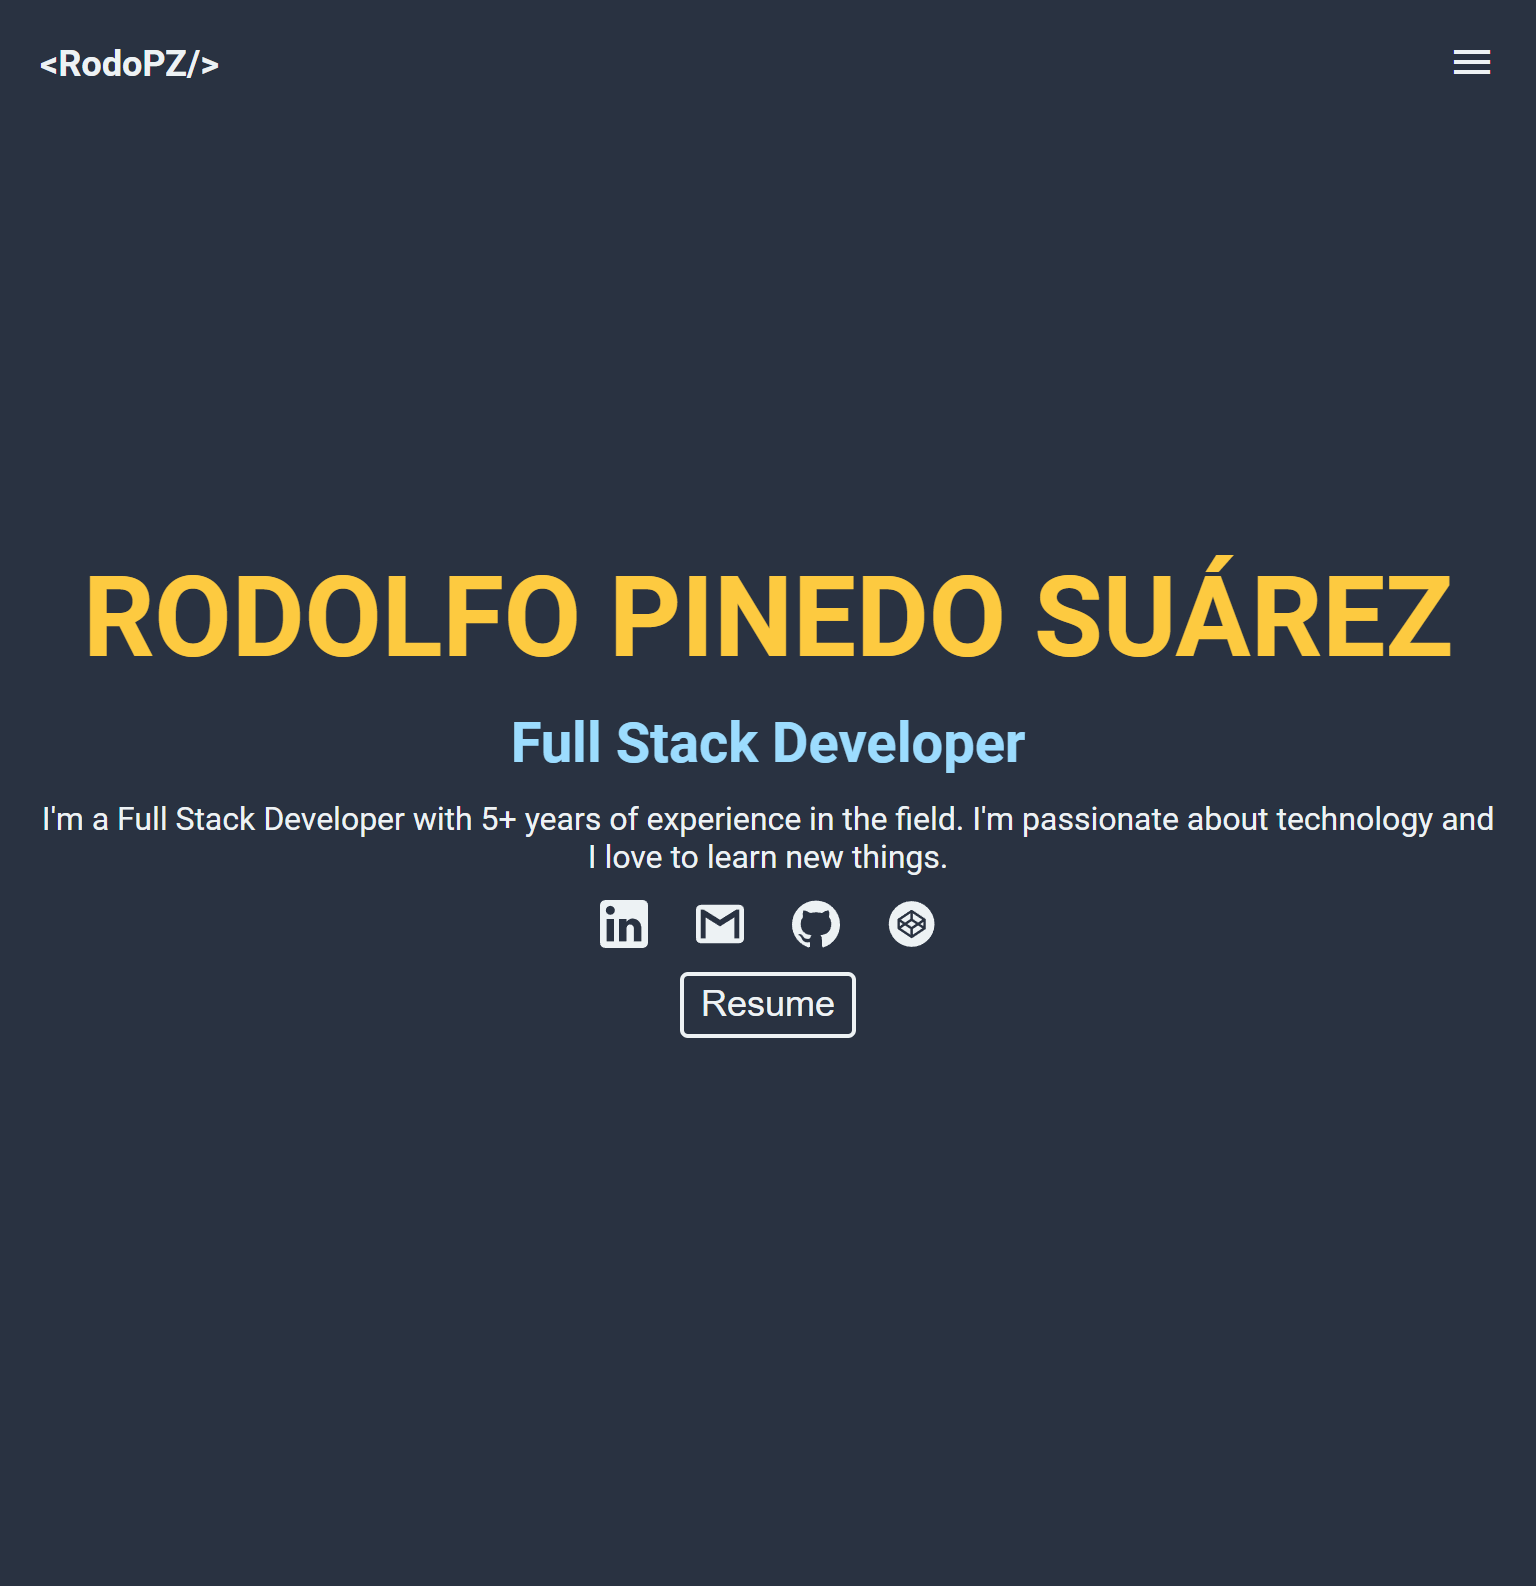 <RodoPZ/>
RODOLFO PINEDO SUÁREZ
Full Stack Developer
I'm a Full Stack Developer with 5+ years of experience in the field. I'm passionate about technology and
I love to learn new things.
Resume